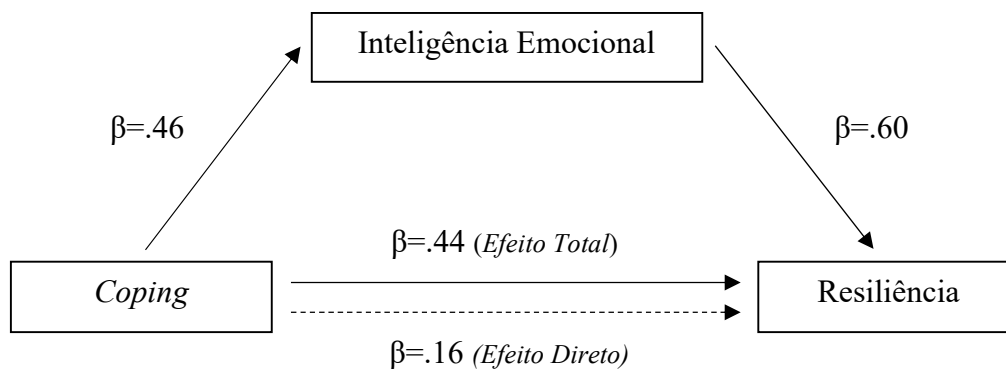 Inteligência Emocional
β=.46
β=.60
β=.44 (Efeito Total)
Coping
Resiliência
β=.16 (Efeito Direto)